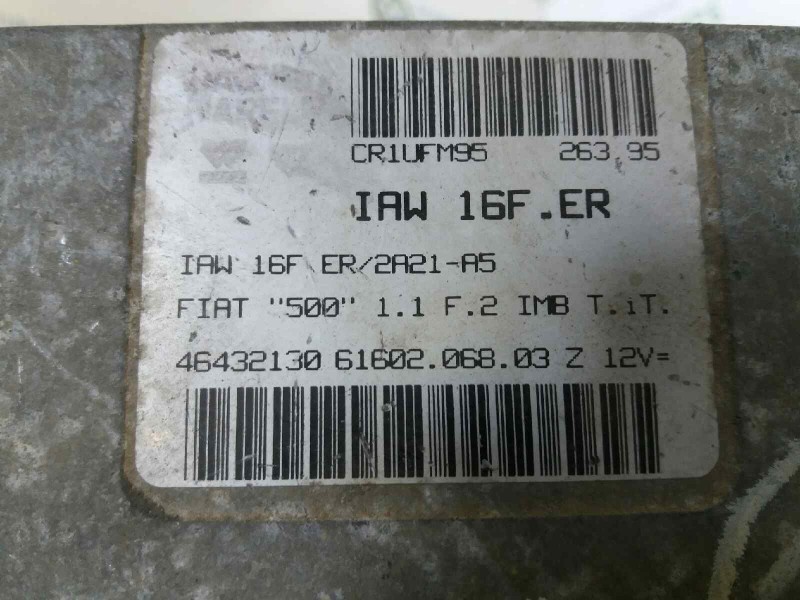 CR1UFM95 263 95
IAW 16F.ER
IAW 16F ER/2A21-A5
FIAT "500" 1.1 F.2 IMB T.iT.
46432130 61602.068.03 Z 12V=